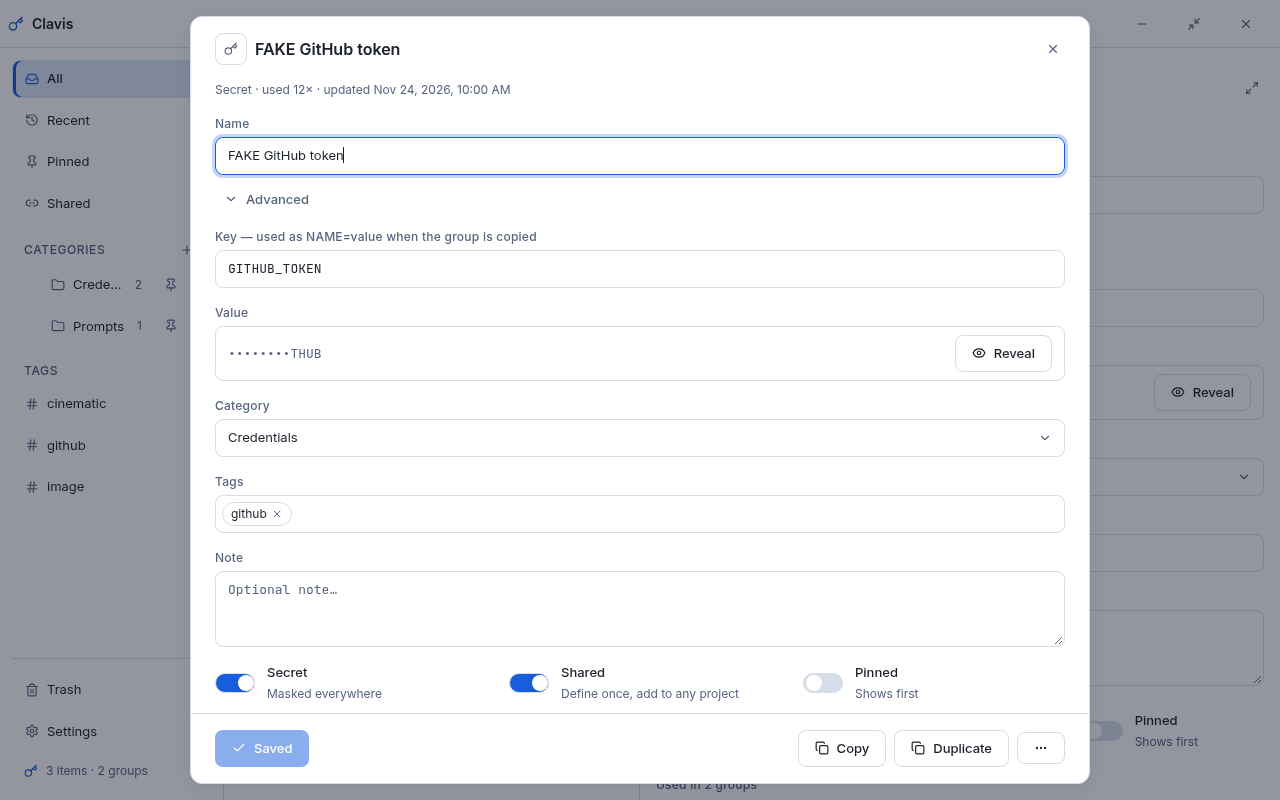 Clavis
All
Recent
Pinned
Shared
CATEGORIES
Crede... 2
Prompts 1
TAGS
cinematic
github
image
Trash
Settings
3 items · 2 groups
FAKE GitHub token
Secret · used 12× · updated Nov 24, 2026, 10:00 AM
Name
FAKE GitHub token
Advanced
Key — used as NAME=value when the group is copied
GITHUB_TOKEN
Value
••••••••THUB
Reveal
Category
Credentials
Tags
github
Note
Optional note…
Secret
Masked everywhere
Shared
Define once, add to any project
Pinned
Shows first
Saved
Copy
Duplicate
Reveal
Pinned
Shows first
Used in 2 groups